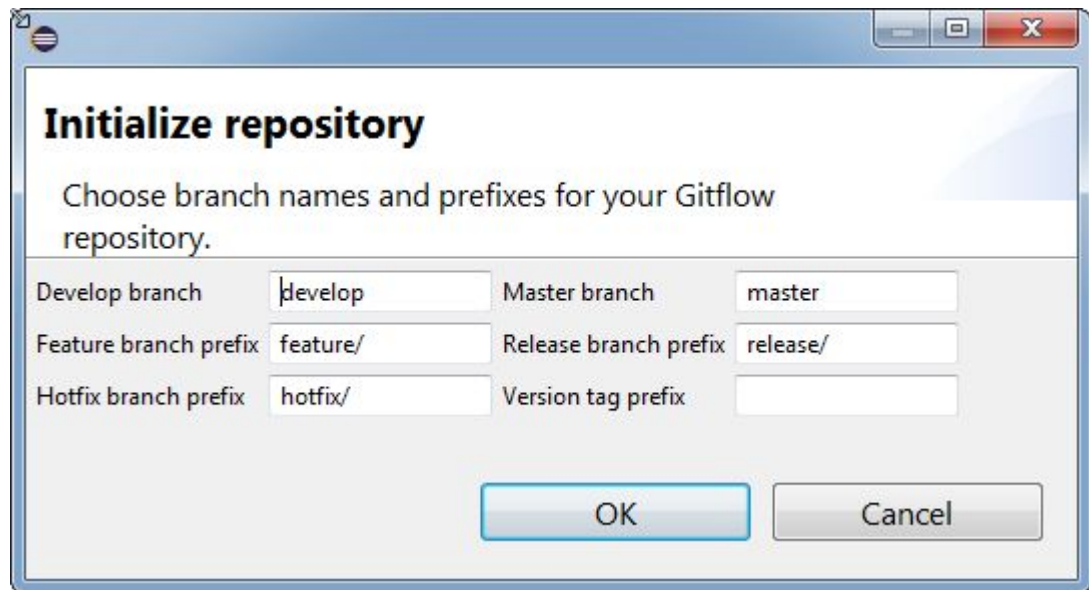 Initialize repository
Choose branch names and prefixes for your Gitflow
repository.
Develop branch develop Master branch master
Feature branch prefix feature/ Release branch prefix release/
Hotfix branch prefix hotfix/ Version tag prefix
OK Cancel